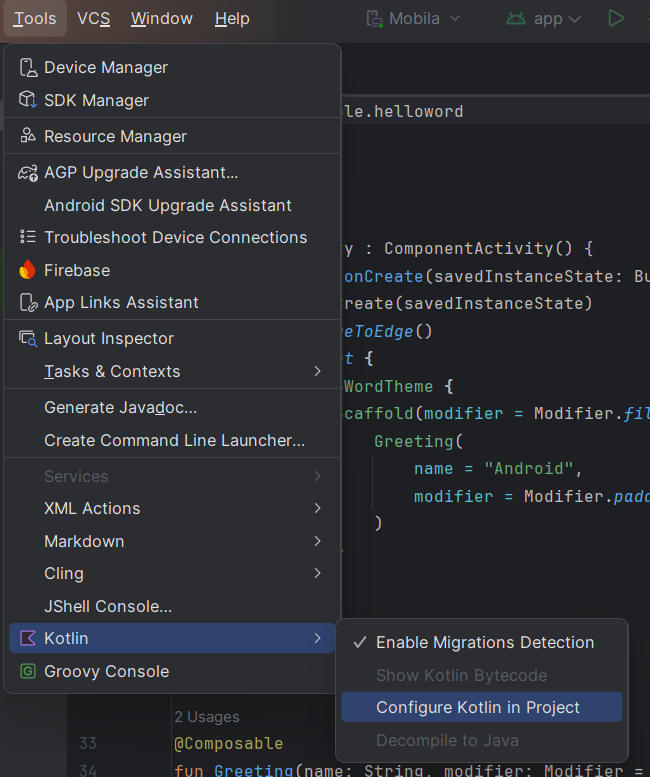 Tools VCS Window Help Mobila app
Device Manager
SDK Manager
Resource Manager
AGP Upgrade Assistant...
Android SDK Upgrade Assistant
Troubleshoot Device Connections
Firebase
App Links Assistant
Layout Inspector
Tasks & Contexts
Generate Javadoc...
Create Command Line Launcher...
Services
XML Actions
Markdown
Cling
JShell Console...
Kotlin
Groovy Console
Enable Migrations Detection
Show Kotlin Bytecode
Configure Kotlin in Project
Decompile to Java
le.helloword
y : ComponentActivity() {
onCreate(savedInstanceState: Bu
Create(savedInstanceState)
eToEdge()
t {
WordTheme {
caffold(modifier = Modifier.fil
Greeting(
name = "Android",
modifier = Modifier.padd
)
2 Usages
33 @Composable
34 fun Greeting(name: String, modifier: Modifier =